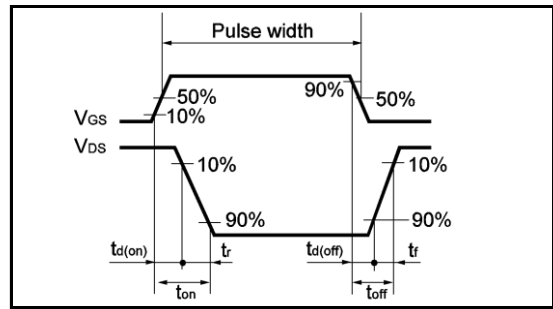 Pulse width
90%
50%
50%
VGS
10%
VDS
10%
10%
90%
90%
td(on)
tr
td(off)
tf
ton
toff